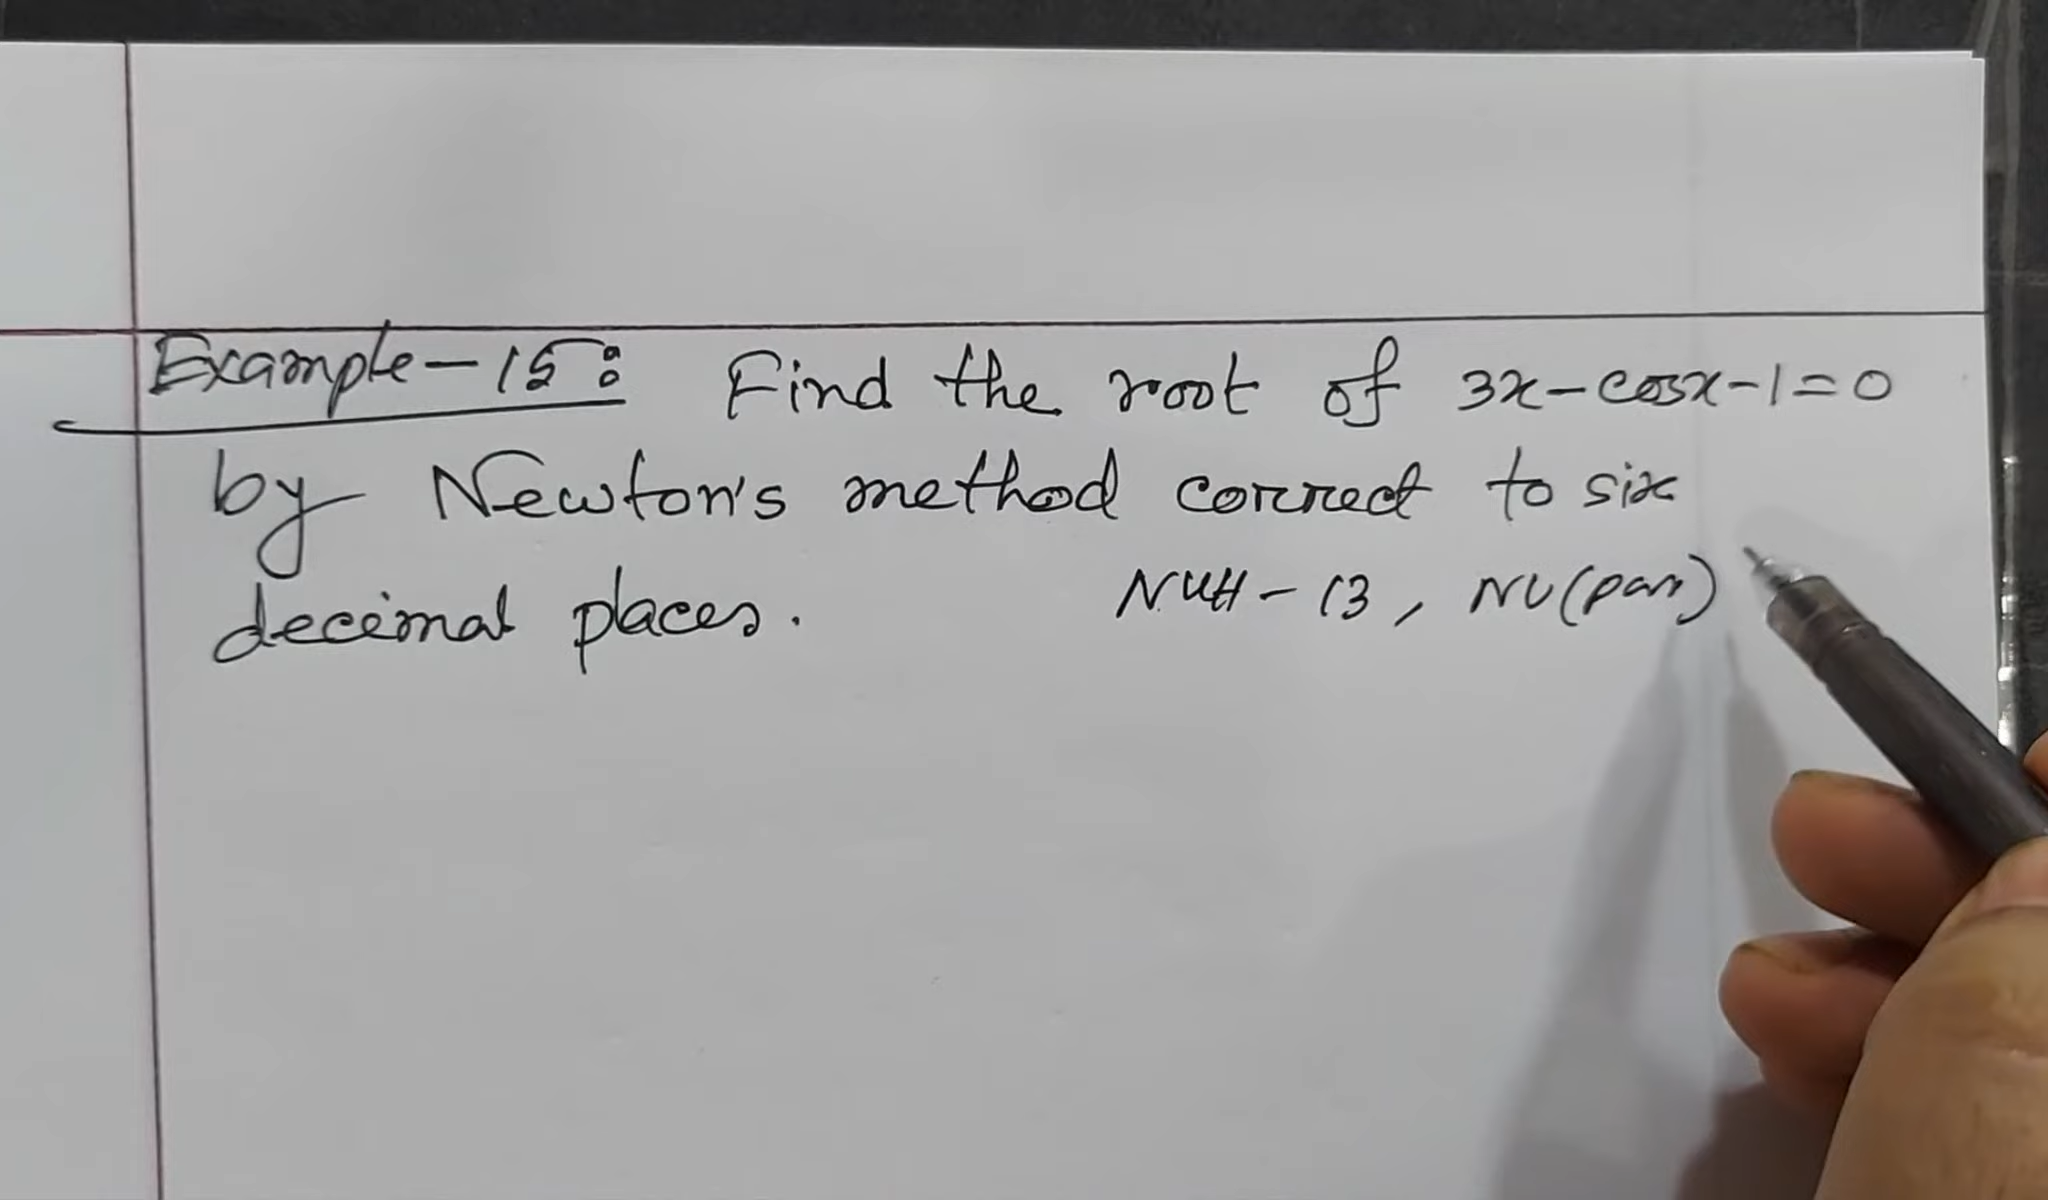 Example-15: Find the root of 3x-cosx-1=0
by Newton's method correct to six
decimal places. NUH-13, NU(pas)